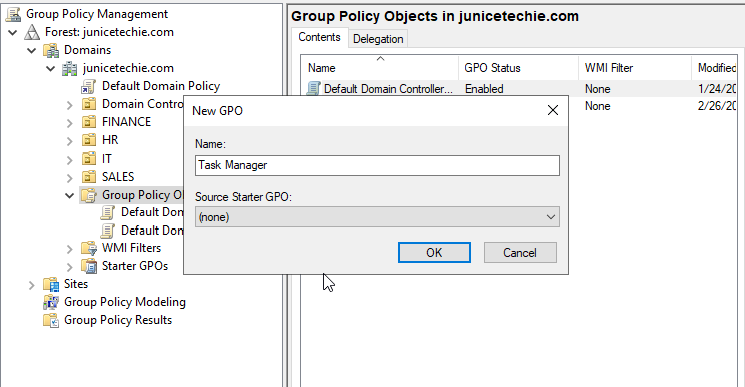 Group Policy Management
Forest: junicetechie.com
Domains
junicetechie.com
Default Domain Policy
Domain Contro
FINANCE
HR
IT
SALES
Group Policy Ob
Default Don
Default Don
WMI Filters
Starter GPOs
Sites
Group Policy Modeling
Group Policy Results
Group Policy Objects in junicetechie.com
Contents Delegation
Name GPO Status WMI Filter Modified
Default Domain Controller... Enabled None 1/24/20
None 2/26/20
New GPO
Name:
Task Manager
Source Starter GPO:
(none)
OK Cancel